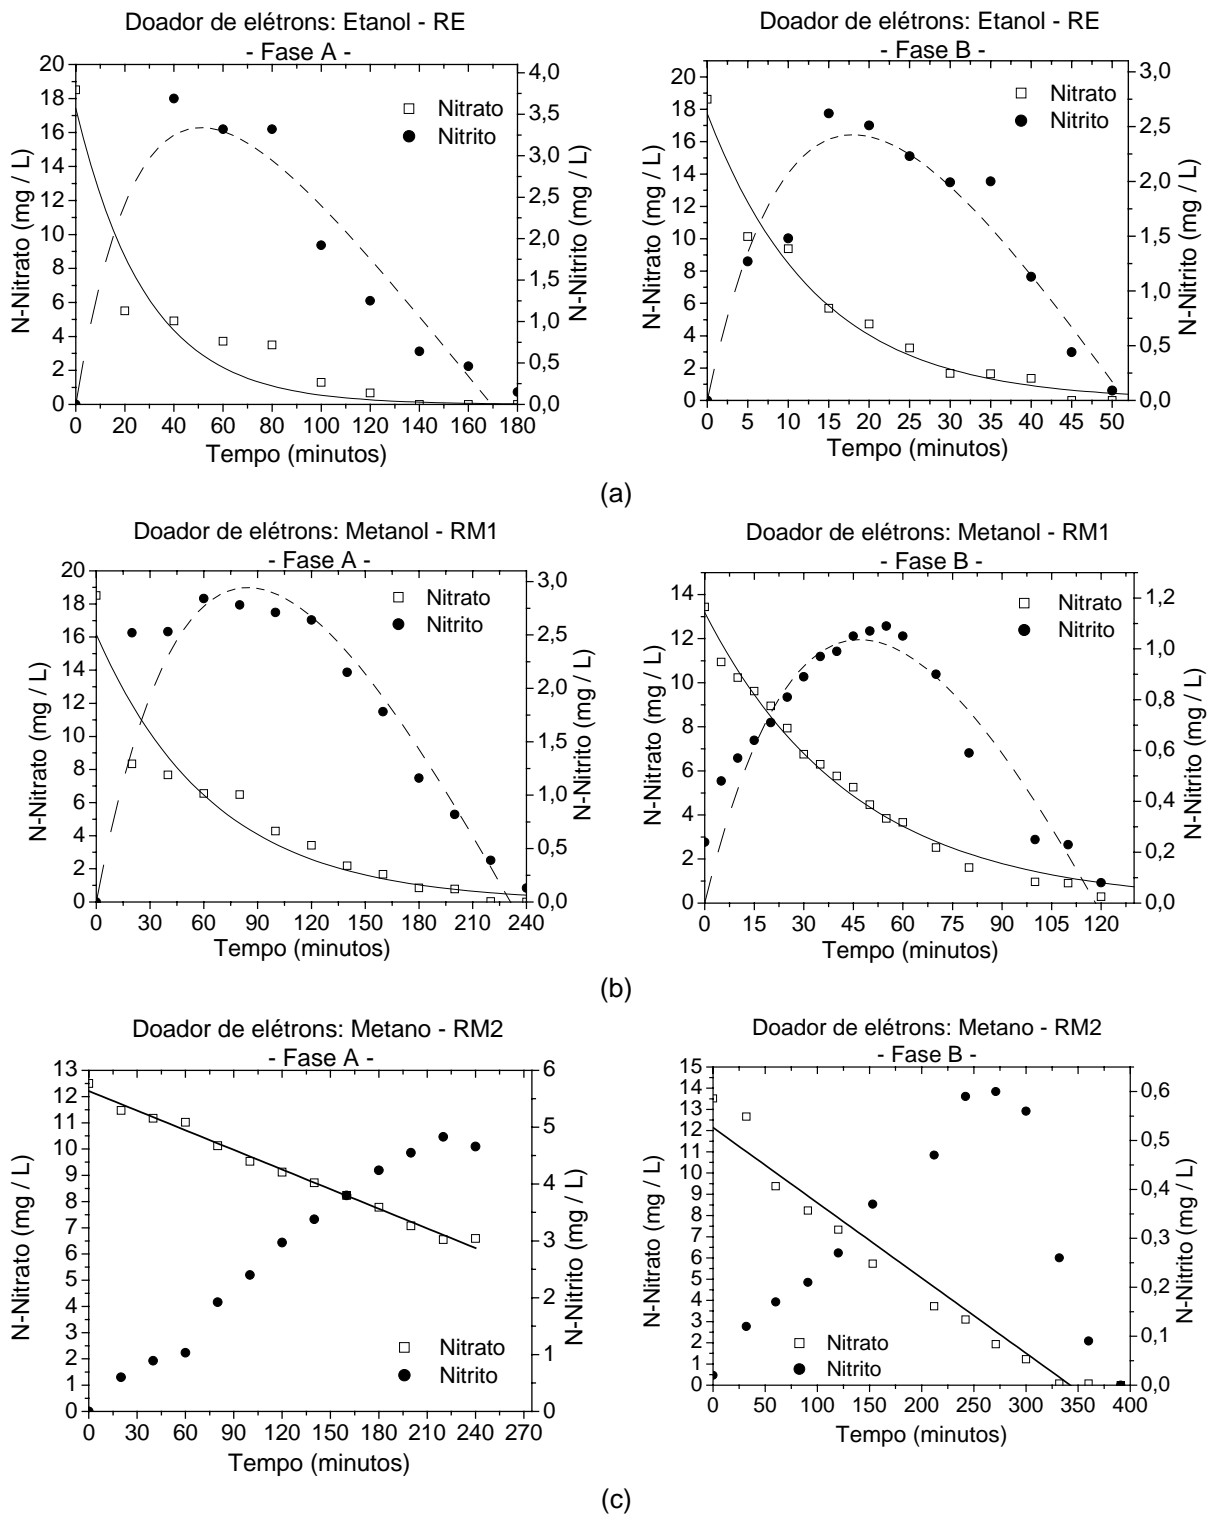 Doador de elétrons: Etanol - RE
- Fase A -
20
18
16
14
12
10
8
6
4
2
0
N-Nitrato (mg / L)
4,0
3,5
3,0
2,5
2,0
1,5
1,0
0,5
0,0
N-Nitrito (mg / L)
Nitrato
Nitrito
0 20 40 60 80 100 120 140 160 180
Tempo (minutos)
Doador de elétrons: Etanol - RE
- Fase B -
20
18
16
14
12
10
8
6
4
2
0
N-Nitrato (mg / L)
3,0
2,5
2,0
1,5
1,0
0,5
0,0
N-Nitrito (mg / L)
Nitrato
Nitrito
0 5 10 15 20 25 30 35 40 45 50
Tempo (minutos)
(a)
Doador de elétrons: Metanol - RM1
- Fase A -
20
18
16
14
12
10
8
6
4
2
0
N-Nitrato (mg / L)
3,0
2,5
2,0
1,5
1,0
0,5
0,0
N-Nitrito (mg / L)
Nitrato
Nitrito
0 30 60 90 120 150 180 210 240
Tempo (minutos)
Doador de elétrons: Metanol - RM1
- Fase B -
14
12
10
8
6
4
2
0
N-Nitrato (mg / L)
1,2
1,0
0,8
0,6
0,4
0,2
0,0
N-Nitrito (mg / L)
Nitrato
Nitrito
0 15 30 45 60 75 90 105 120
Tempo (minutos)
(b)
Doador de elétrons: Metano - RM2
- Fase A -
13
12
11
10
9
8
7
6
5
4
3
2
1
0
N-Nitrato (mg / L)
6
5
4
3
2
1
0
N-Nitrito (mg / L)
Nitrato
Nitrito
0 30 60 90 120 150 180 210 240 270
Tempo (minutos)
Doador de elétrons: Metano - RM2
- Fase B -
15
14
13
12
11
10
9
8
7
6
5
4
3
2
1
0
N-Nitrato (mg / L)
0,6
0,5
0,4
0,3
0,2
0,1
0,0
N-Nitrito (mg / L)
Nitrato
Nitrito
0 50 100 150 200 250 300 350 400
Tempo (minutos)
(c)